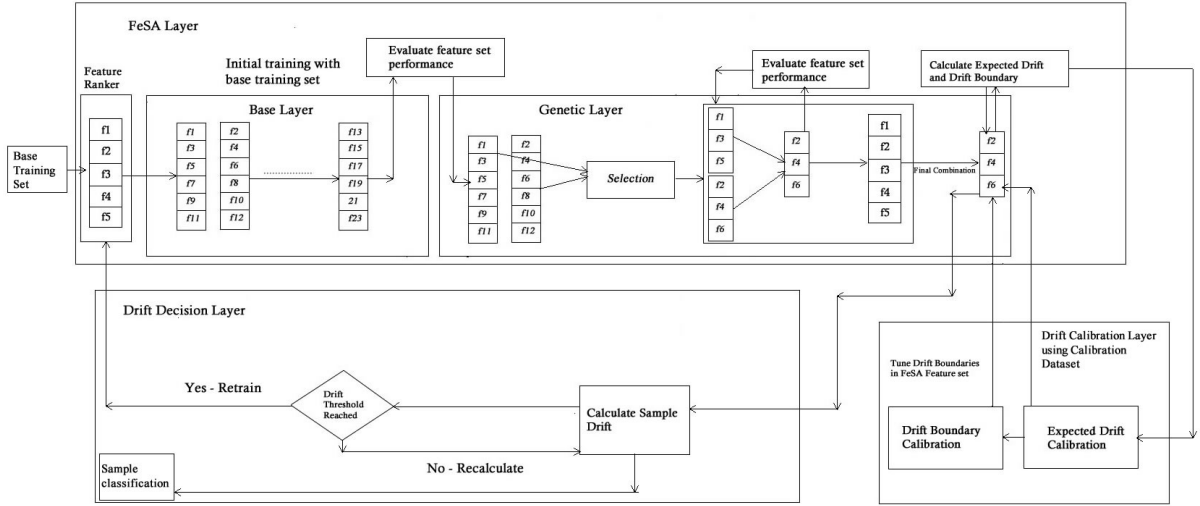 FeSA Layer
Feature
Ranker
f1
f2
f3
f4
f5
Base
Training
Set
Initial training with
base training set
Evaluate feature set
performance
Base Layer
f1
f3
f5
f7
f9
f11
f2
f4
f6
f8
f10
f12
f13
f15
f17
f19
21
f23
Genetic Layer
f1
f3
f5
f7
f9
f11
f2
f4
f6
f8
f10
f12
Selection
Evaluate feature set
performance
f1
f3
f5
f2
f4
f6
f2
f4
f6
f1
f2
f3
f4
f5
Final Combination
Calculate Expected Drift
and Drift Boundary
f2
f4
f6
Drift Decision Layer
Yes - Retrain
Drift
Threshold
Reached
Calculate Sample
Drift
No - Recalculate
Sample
classification
Drift Calibration Layer
using Calibration
Dataset
Tune Drift Boundaries
in FeSA Feature set
Drift Boundary
Calibration
Expected Drift
Calibration